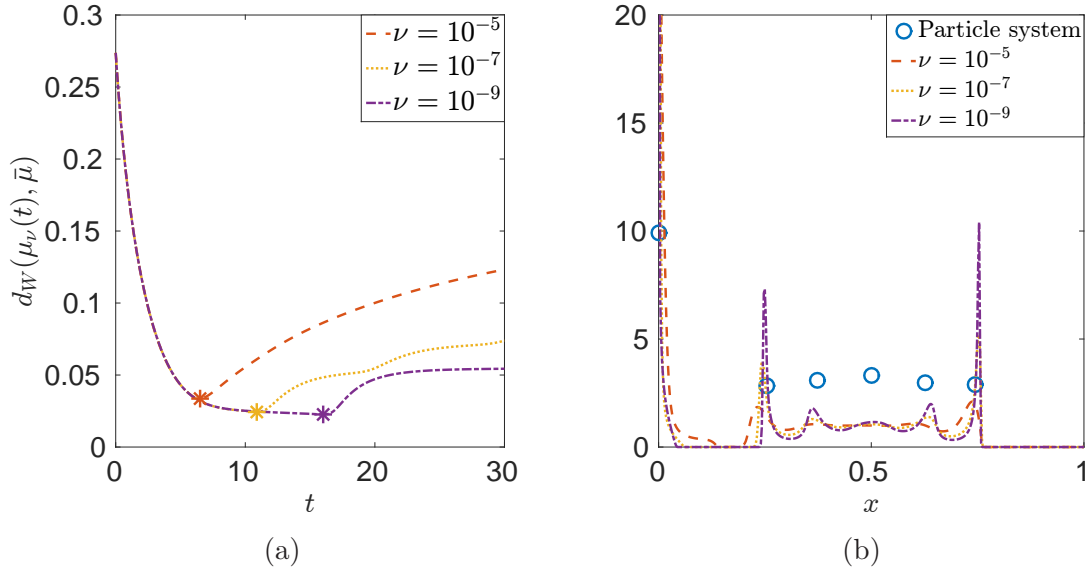 0.3
0.25
0.2
0.15
0.1
0.05
0
0 10 20 30
t
d_W(μ_ν(t), μ̄)
ν = 10⁻⁵
ν = 10⁻⁷
ν = 10⁻⁹
(a)
20
15
10
5
0
0 0.5 1
x
Particle system
ν = 10⁻⁵
ν = 10⁻⁷
ν = 10⁻⁹
(b)